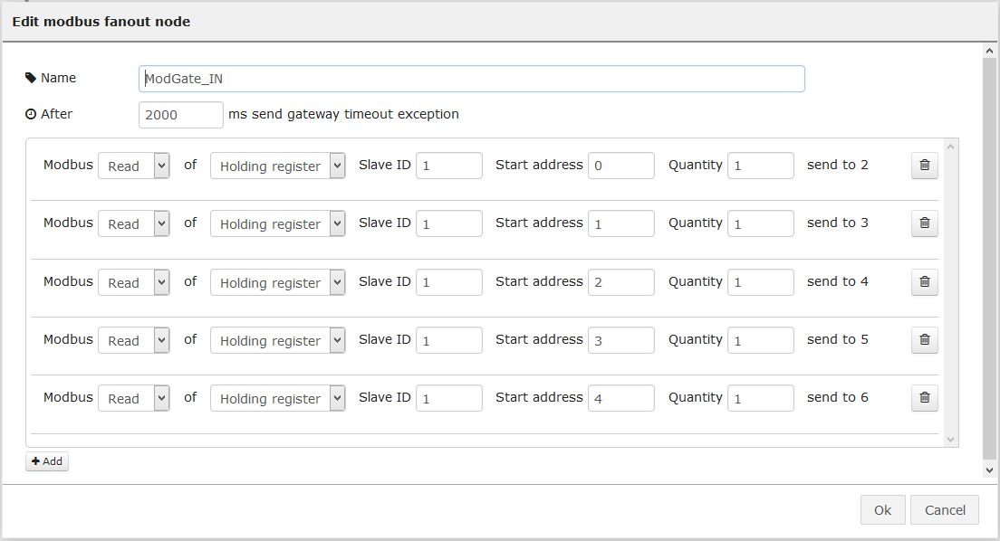 Edit modbus fanout node
Name ModGate_IN
After 2000 ms send gateway timeout exception
Modbus Read of Holding register Slave ID 1 Start address 0 Quantity 1 send to 2
Modbus Read of Holding register Slave ID 1 Start address 1 Quantity 1 send to 3
Modbus Read of Holding register Slave ID 1 Start address 2 Quantity 1 send to 4
Modbus Read of Holding register Slave ID 1 Start address 3 Quantity 1 send to 5
Modbus Read of Holding register Slave ID 1 Start address 4 Quantity 1 send to 6
Add
Ok Cancel